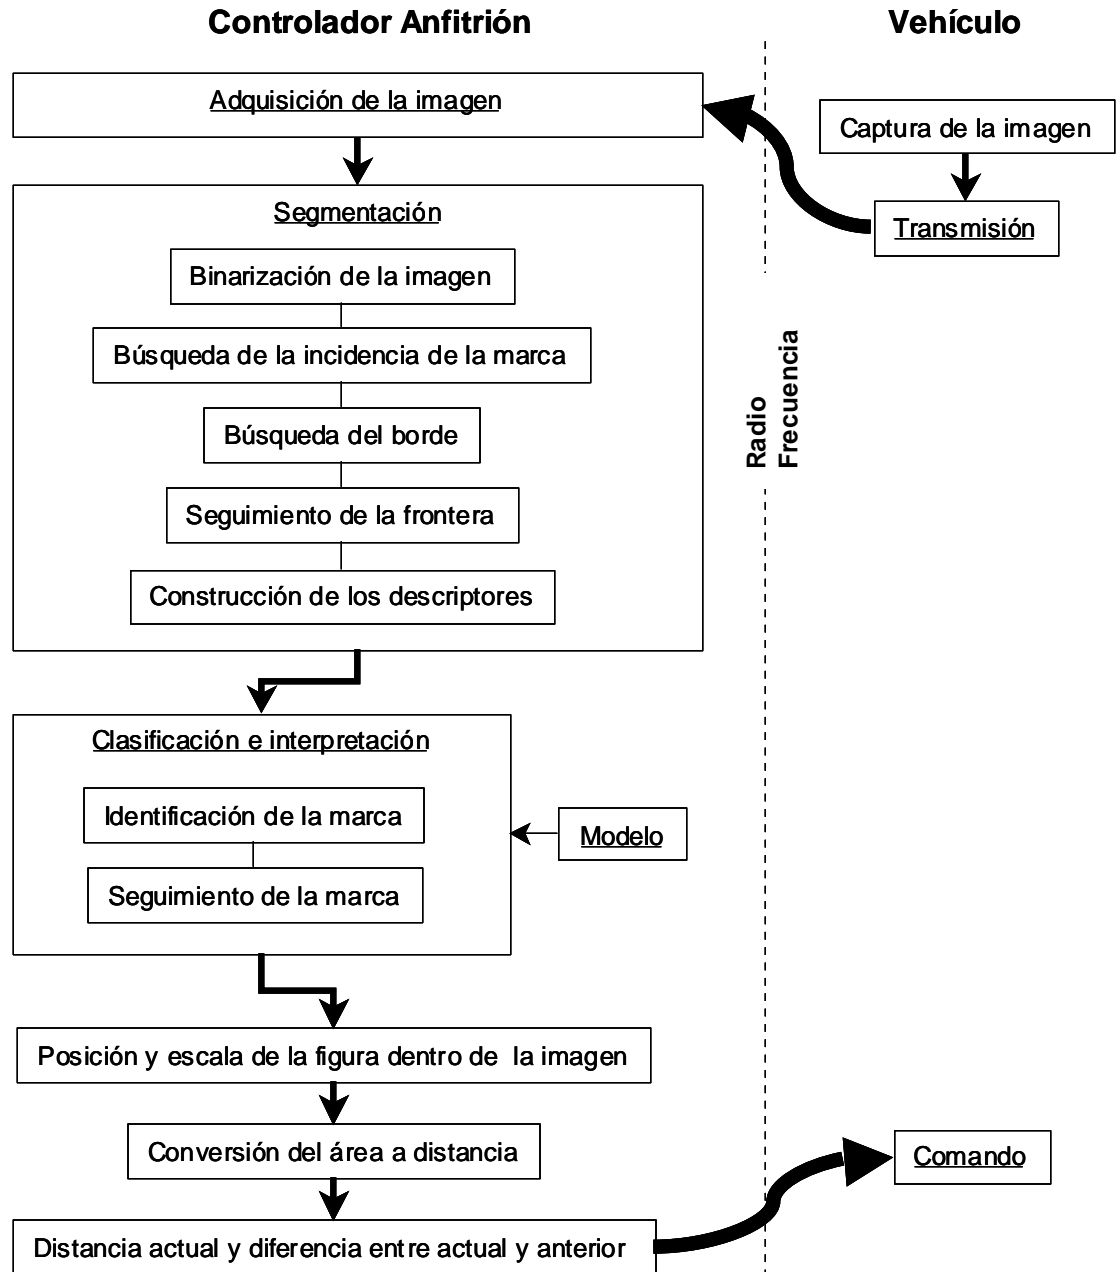 Controlador Anfitrión
Vehículo
Adquisición de la imagen
Captura de la imagen
Transmisión
Segmentación
Binarización de la imagen
Búsqueda de la incidencia de la marca
Búsqueda del borde
Seguimiento de la frontera
Construcción de los descriptores
Radio
Frecuencia
Clasificación e interpretación
Identificación de la marca
Seguimiento de la marca
Modelo
Posición y escala de la figura dentro de la imagen
Conversión del área a distancia
Comando
Distancia actual y diferencia entre actual y anterior